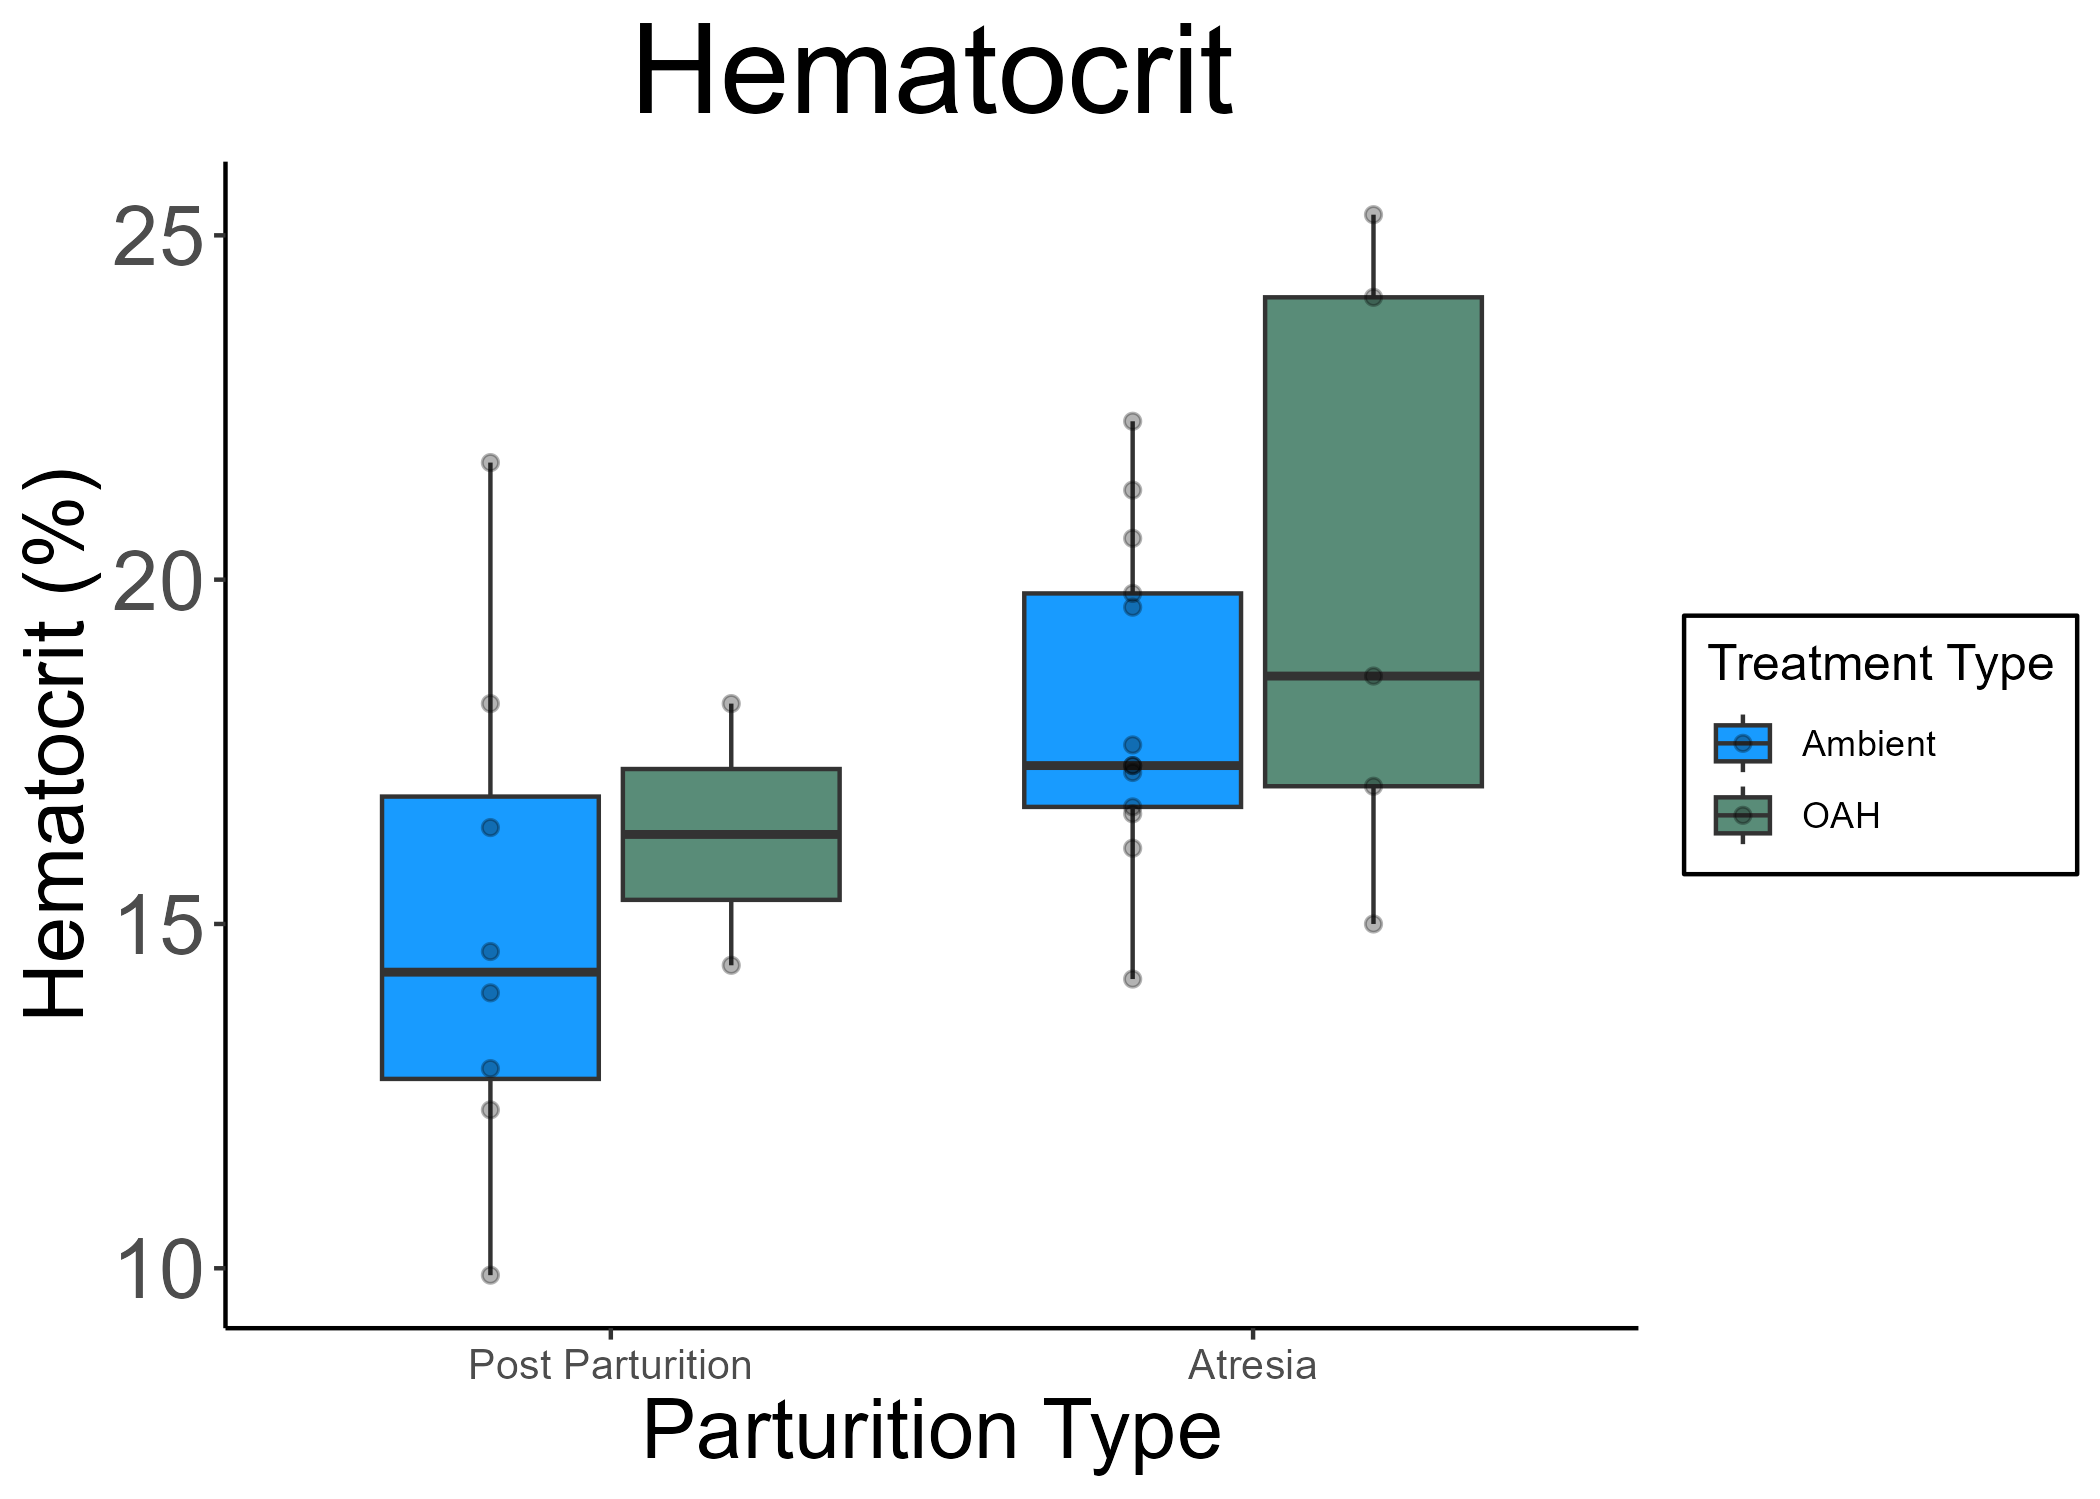 Hematocrit
Hematocrit (%)
25
20
15
10
Post Parturition
Atresia
Parturition Type
Treatment Type
Ambient
OAH